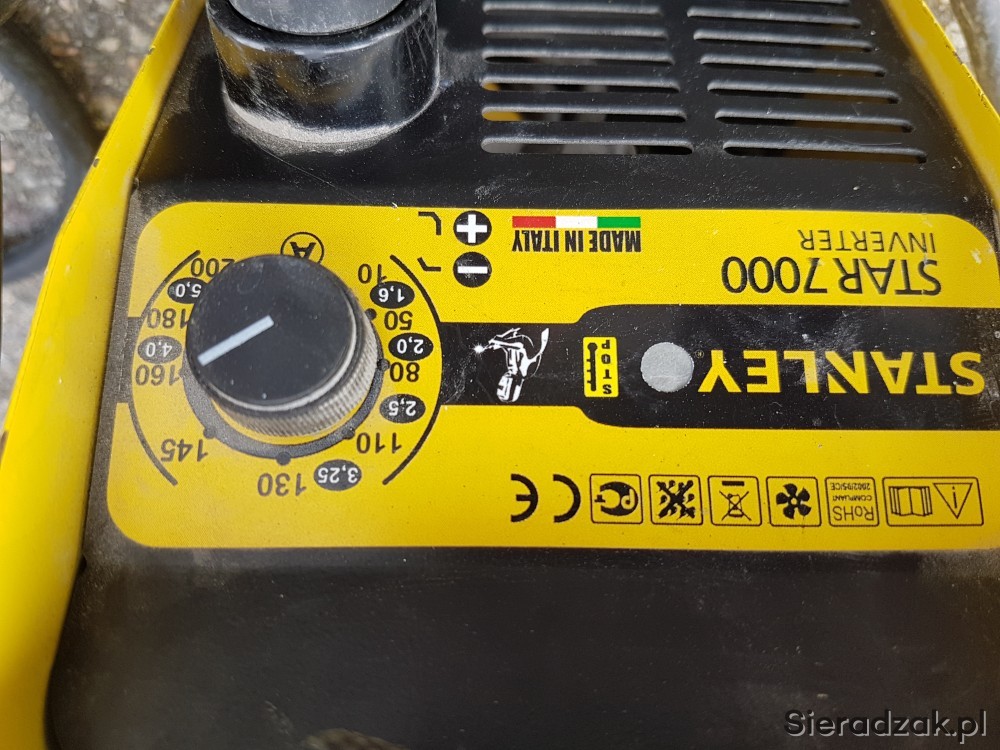 STANLEY
STAR 7000
INVERTER
MADE IN ITALY
STOP
RoHS
COMPLIANT
2002/95/CE
CE
A
10
1,6
50
2,0
80
2,5
110
3,25
130
145
160
4,0
180
5,0
200
+
−
Sieradzak.pl